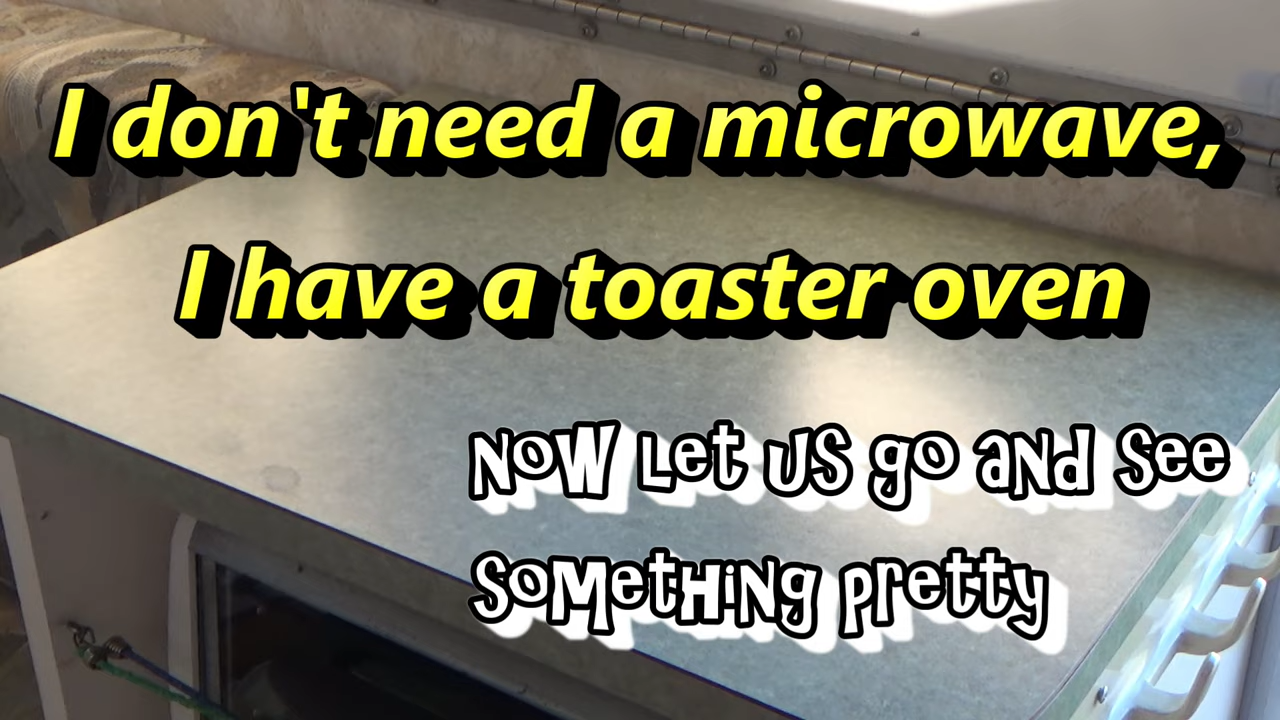 I don't need a microwave,
I have a toaster oven
Now Let us go and see
something pretty